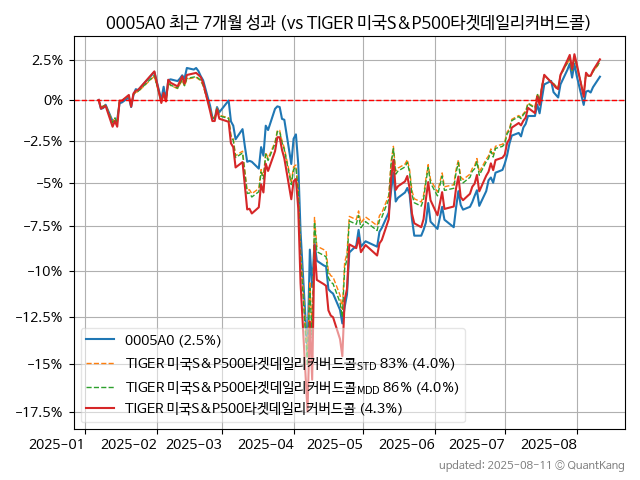 0005A0 최근 7개월 성과 (vs TIGER 미국S&P500타겟데일리커버드콜)
2.5%
0%
−2.5%
−5%
−7.5%
−10%
−12.5%
−15%
−17.5%
0005A0 (2.5%)
TIGER 미국S&P500타겟데일리커버드콜STD 83% (4.0%)
TIGER 미국S&P500타겟데일리커버드콜MDD 86% (4.0%)
TIGER 미국S&P500타겟데일리커버드콜 (4.3%)
2025-01 2025-02 2025-03 2025-04 2025-05 2025-06 2025-07 2025-08
updated: 2025-08-11 © QuantKang